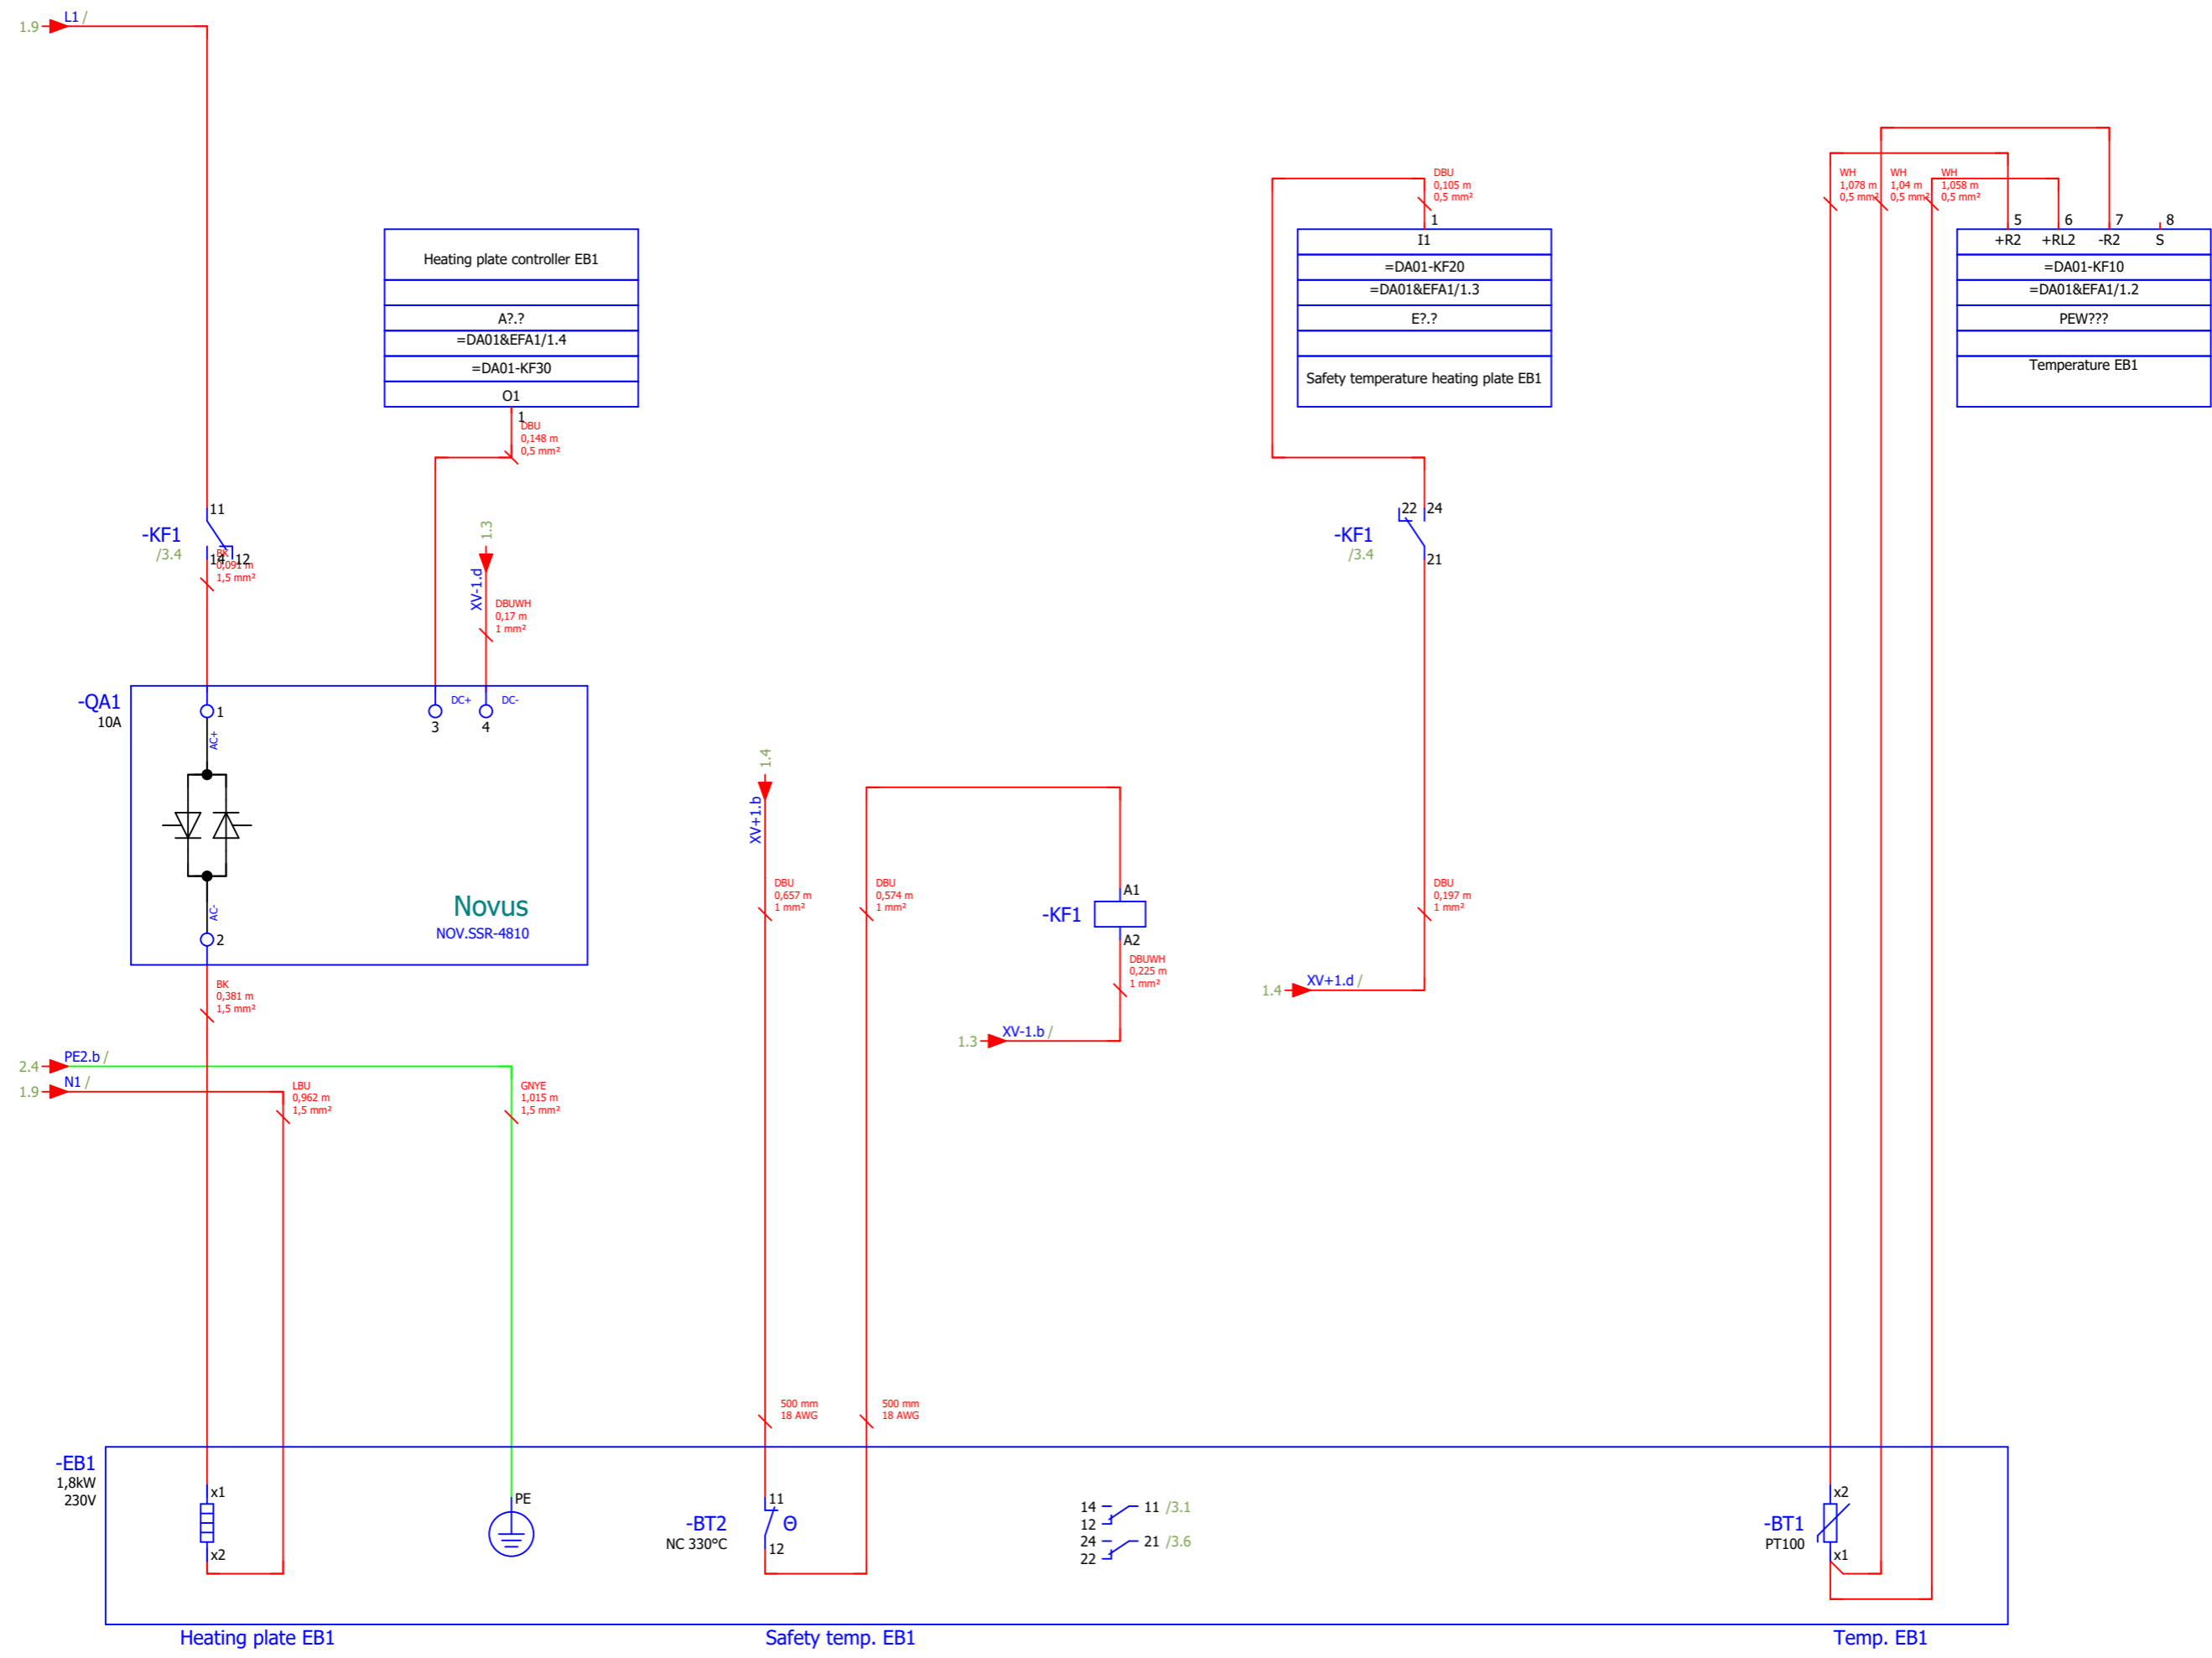 1.9
L1 /
WH
1,078 m
0,5 mm²
WH
1,04 m
0,5 mm²
WH
1,058 m
0,5 mm²
DBU
0,105 m
0,5 mm²
1
I1
=DA01-KF20
=DA01&EFA1/1.3
E?.?
Safety temperature heating plate EB1
5 6 7 8
+R2 +RL2 -R2 S
=DA01-KF10
=DA01&EFA1/1.2
PEW???
Temperature EB1
Heating plate controller EB1
A?.?
=DA01&EFA1/1.4
=DA01-KF30
O1
1
DBU
0,148 m
0,5 mm²
11
-KF1
/3.4
14 12
BK
0,091 m
1,5 mm²
1.3
XV-1.d
DBUWH
0,17 m
1 mm²
22 24
-KF1
/3.4
21
-QA1
10A
1
AC+
DC+
3
DC-
4
AC-
2
Novus
NOV.SSR-4810
1.4
XV+1.b
DBU
0,657 m
1 mm²
DBU
0,574 m
1 mm²
A1
-KF1
A2
DBUWH
0,225 m
1 mm²
1.3
XV-1.b /
DBU
0,197 m
1 mm²
1.4
XV+1.d /
BK
0,381 m
1,5 mm²
2.4
PE2.b /
1.9
N1 /
LBU
0,962 m
1,5 mm²
GNYE
1,015 m
1,5 mm²
500 mm
18 AWG
500 mm
18 AWG
-EB1
1,8kW
230V
x1
x2
PE
-BT2
NC 330°C
11
Θ
12
14 11 /3.1
12
24 21 /3.6
22
-BT1
PT100
x2
x1
Heating plate EB1
Safety temp. EB1
Temp. EB1